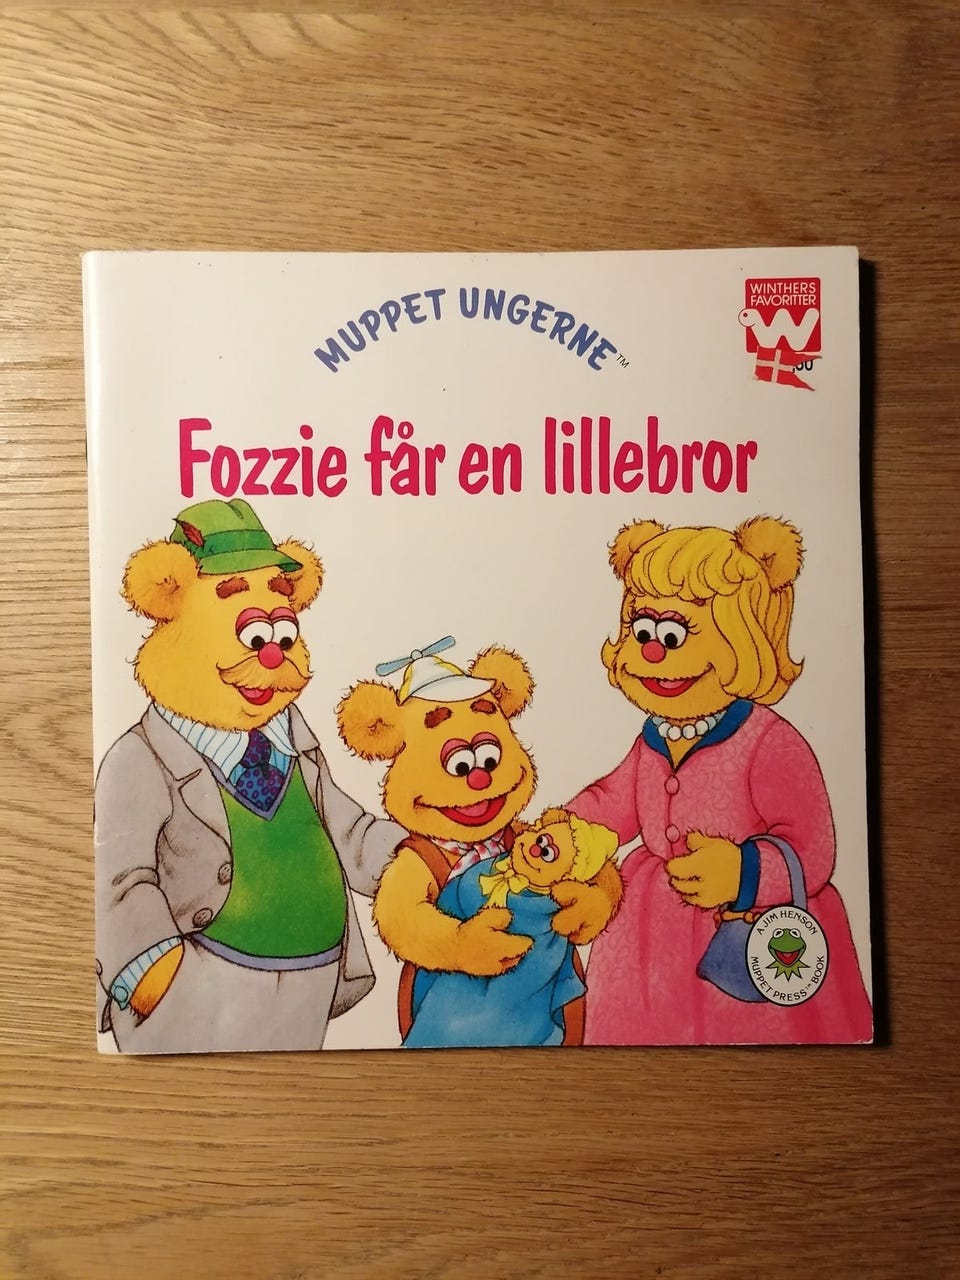 MUPPET UNGERNE™
WINTHERS
FAVORITTER
W
Fozzie får en lillebror
A JIM HENSON
MUPPET PRESS™ BOOK